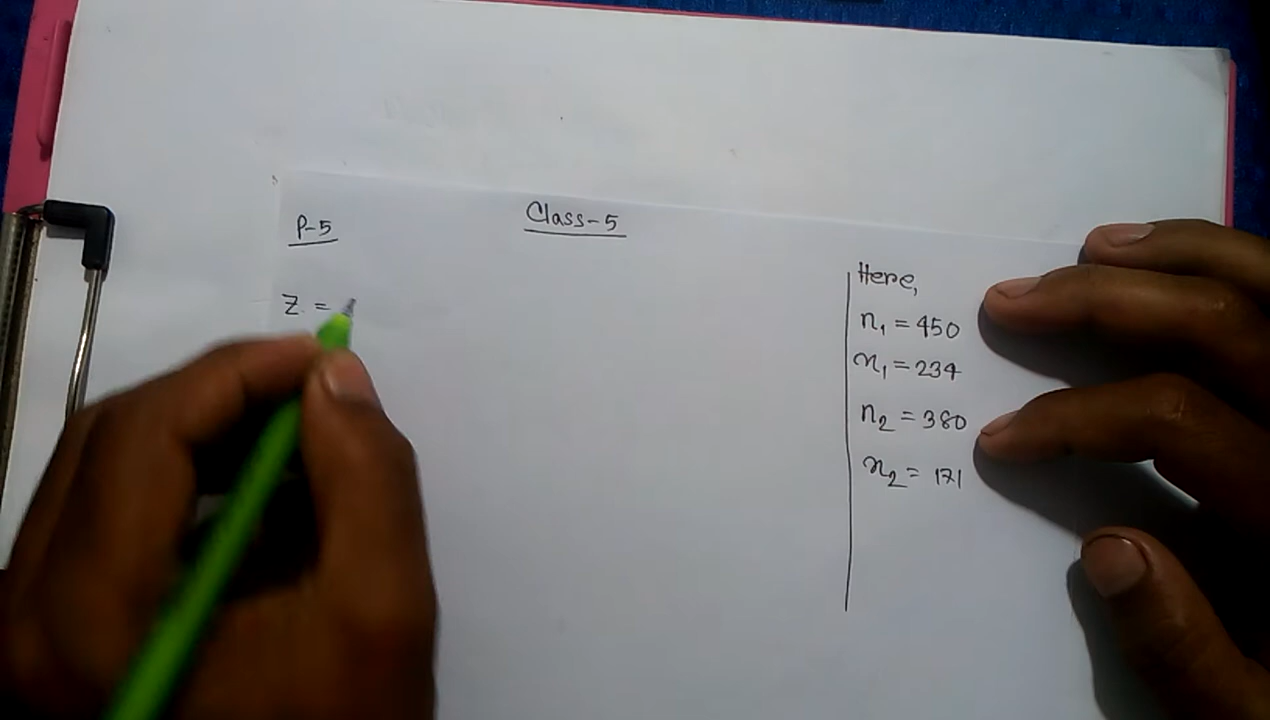 P-5
Class-5
Z =
Here,
n₁ = 450
x₁ = 234
n₂ = 380
x₂ = 171